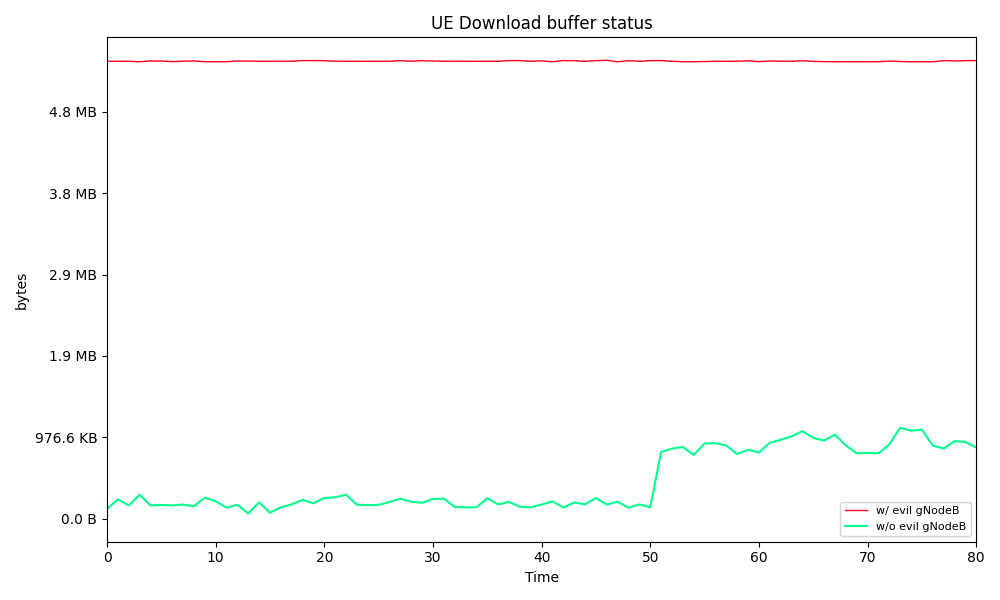 UE Download buffer status
4.8 MB
3.8 MB
2.9 MB
1.9 MB
976.6 KB
0.0 B
bytes
w/ evil gNodeB
w/o evil gNodeB
0 10 20 30 40 50 60 70 80
Time